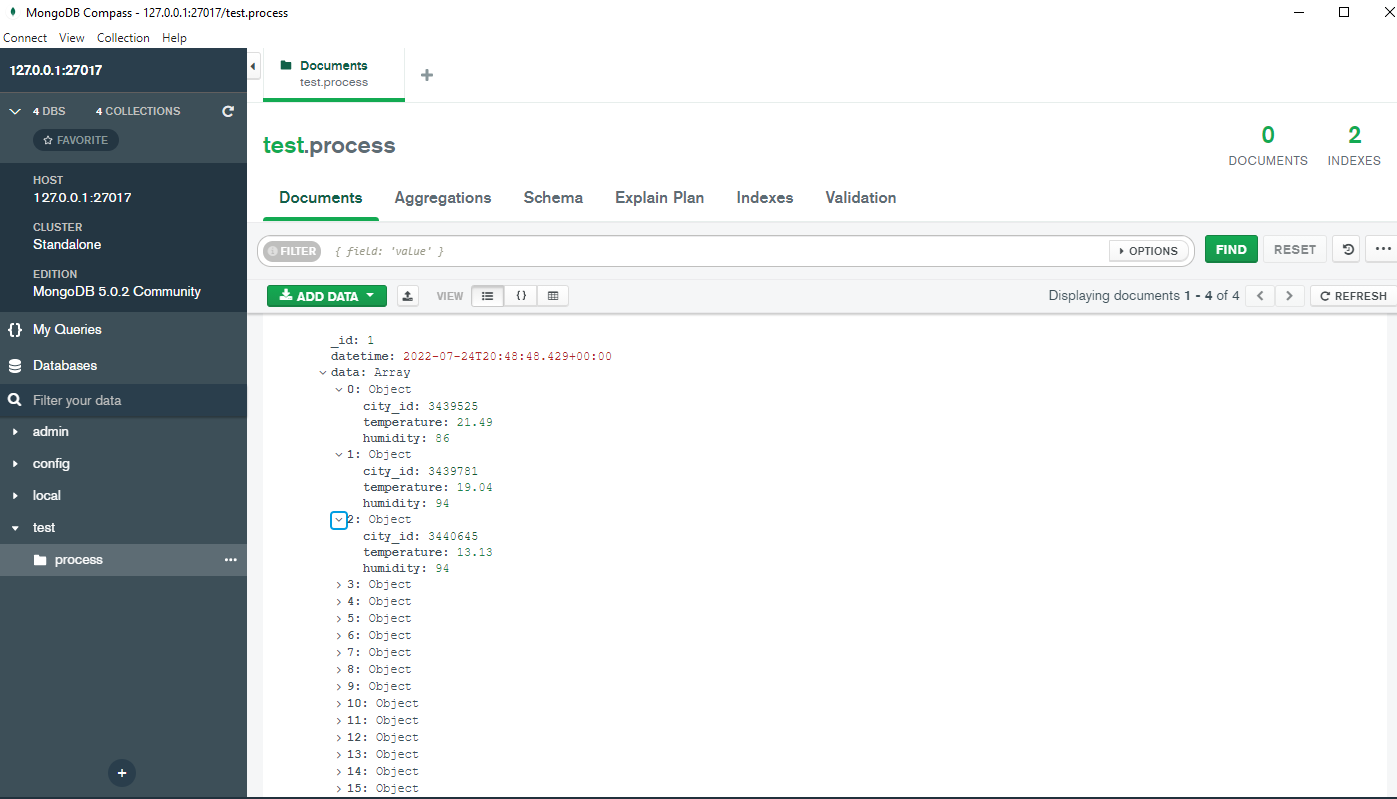 MongoDB Compass - 127.0.0.1:27017/test.process
Connect View Collection Help
127.0.0.1:27017
4 DBS 4 COLLECTIONS
FAVORITE
HOST
127.0.0.1:27017
CLUSTER
Standalone
EDITION
MongoDB 5.0.2 Community
{} My Queries
Databases
Filter your data
admin
config
local
test
process
Documents
test.process
test.process
0
DOCUMENTS
2
INDEXES
Documents Aggregations Schema Explain Plan Indexes Validation
FILTER { field: 'value' } OPTIONS FIND RESET
ADD DATA VIEW {} Displaying documents 1 - 4 of 4 REFRESH
_id: 1
datetime: 2022-07-24T20:48:48.429+00:00
data: Array
0: Object
city_id: 3439525
temperature: 21.49
humidity: 86
1: Object
city_id: 3439781
temperature: 19.04
humidity: 94
2: Object
city_id: 3440645
temperature: 13.13
humidity: 94
3: Object
4: Object
5: Object
6: Object
7: Object
8: Object
9: Object
10: Object
11: Object
12: Object
13: Object
14: Object
15: Object